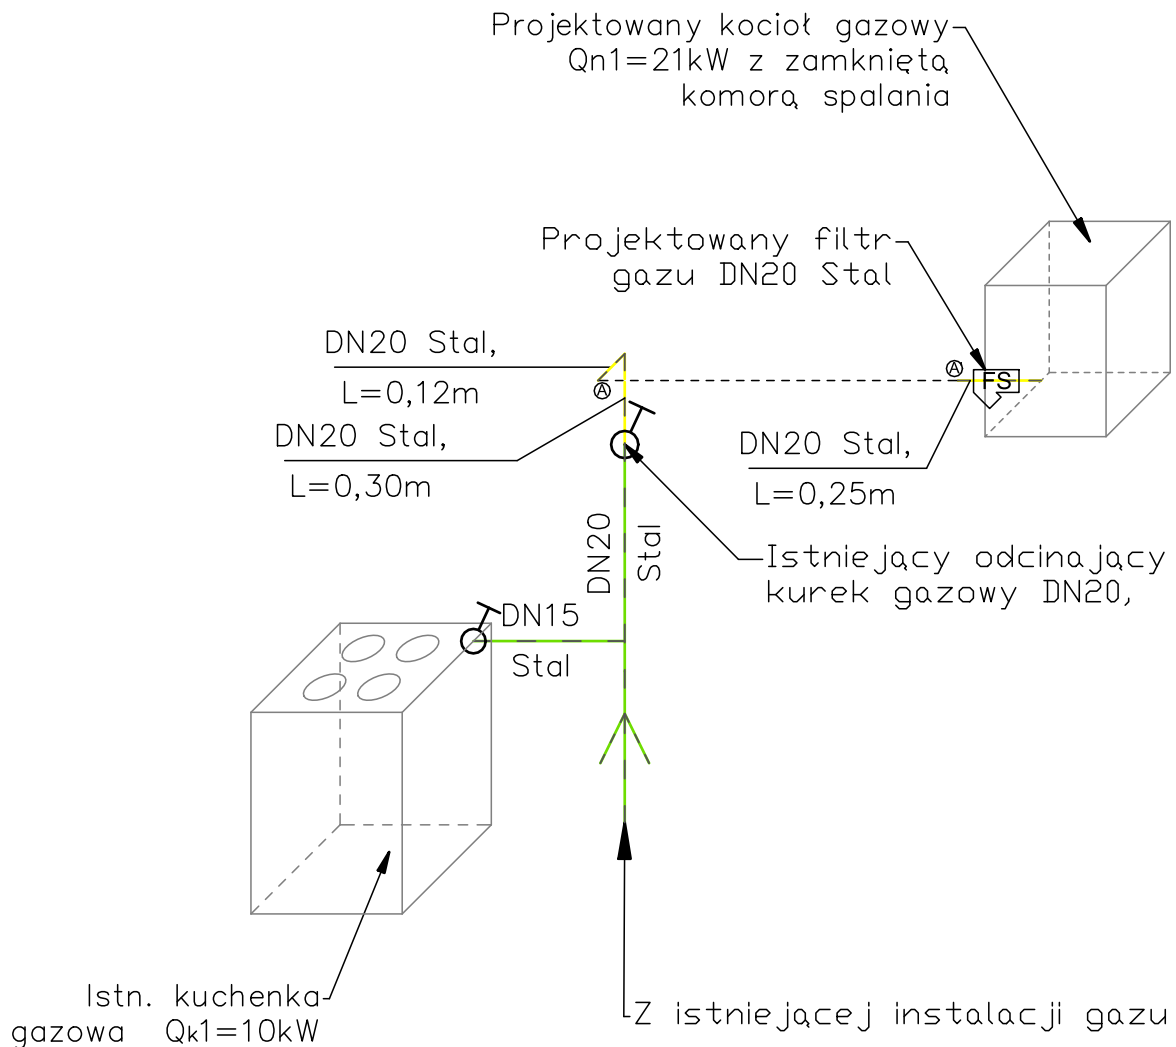 Projektowany kocioł gazowy
Qn1=21kW z zamkniętą
komorą spalania
Projektowany filtr
gazu DN20 Stal
DN20 Stal,
L=0,12m
A
A'
FS
DN20 Stal,
L=0,30m
DN20 Stal,
L=0,25m
DN20
Stal
Istniejący odcinający
kurek gazowy DN20,
DN15
Stal
Istn. kuchenka
gazowa Qk1=10kW
Z istniejącej instalacji gazu